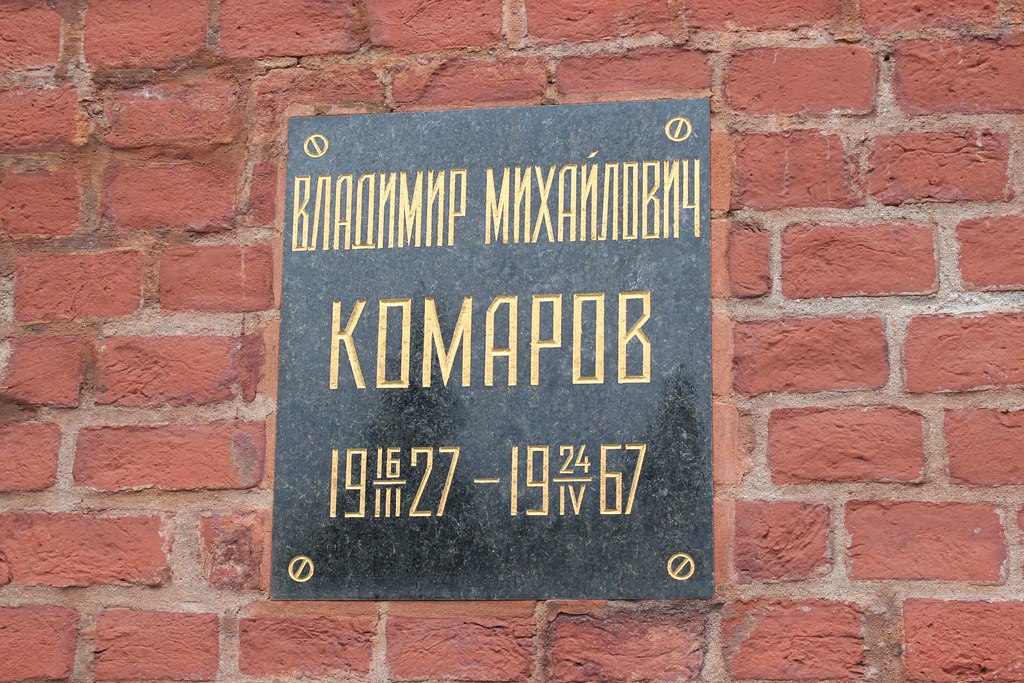 ВЛАДИМИР МИХАЙЛОВИЧ
КОМАРОВ
19 16/III 27 – 19 24/IV 67